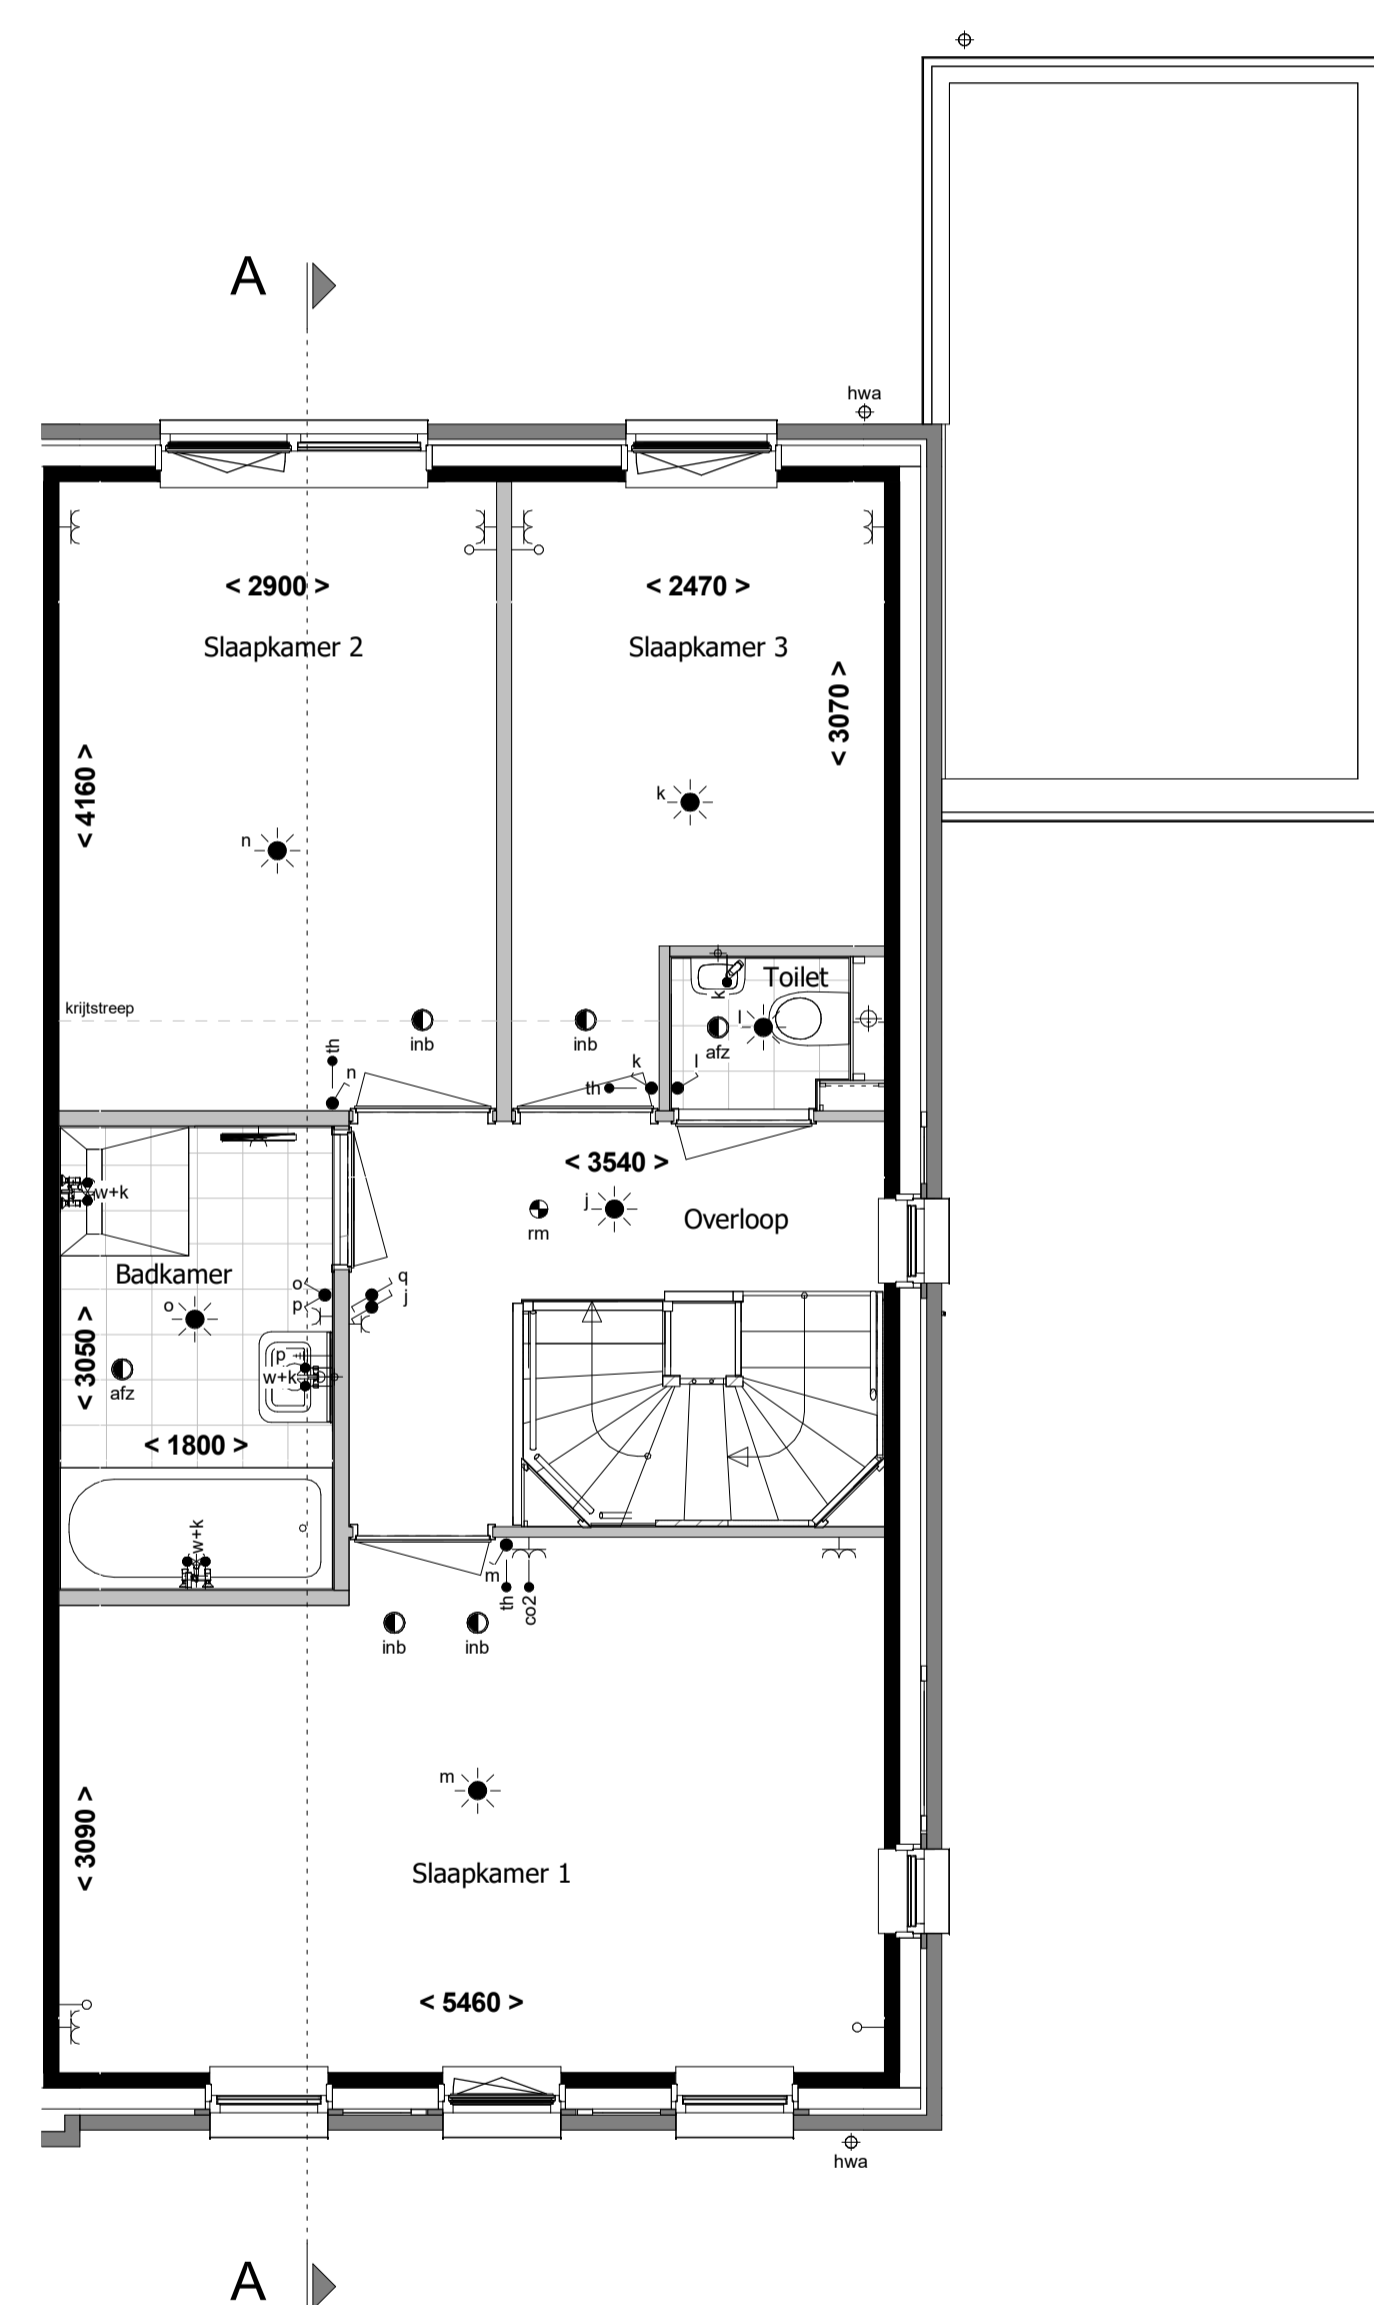 A
hwa
< 2900 >
< 2470 >
Slaapkamer 2
Slaapkamer 3
< 3070 >
< 4160 >
k
n
Toilet
k
krijtstreep
l
inb
inb
afz
th
n
k
l
th
< 3540 >
w+k
j
rm
Overloop
Badkamer
o
q
o
p
j
< 3050 >
p
w+k
afz
< 1800 >
w+k
m
th
co2
inb
inb
m
< 3090 >
Slaapkamer 1
< 5460 >
hwa
A